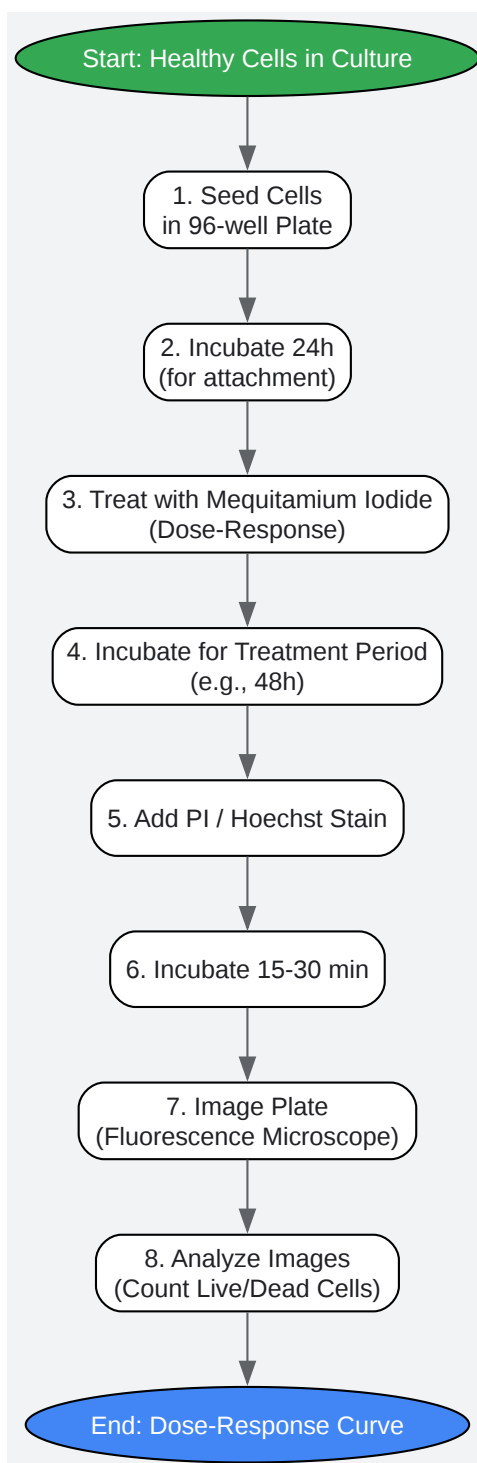 Start: Healthy Cells in Culture
1. Seed Cells
in 96-well Plate
2. Incubate 24h
(for attachment)
3. Treat with Mequitamium Iodide
(Dose-Response)
4. Incubate for Treatment Period
(e.g., 48h)
5. Add PI / Hoechst Stain
6. Incubate 15-30 min
7. Image Plate
(Fluorescence Microscope)
8. Analyze Images
(Count Live/Dead Cells)
End: Dose-Response Curve